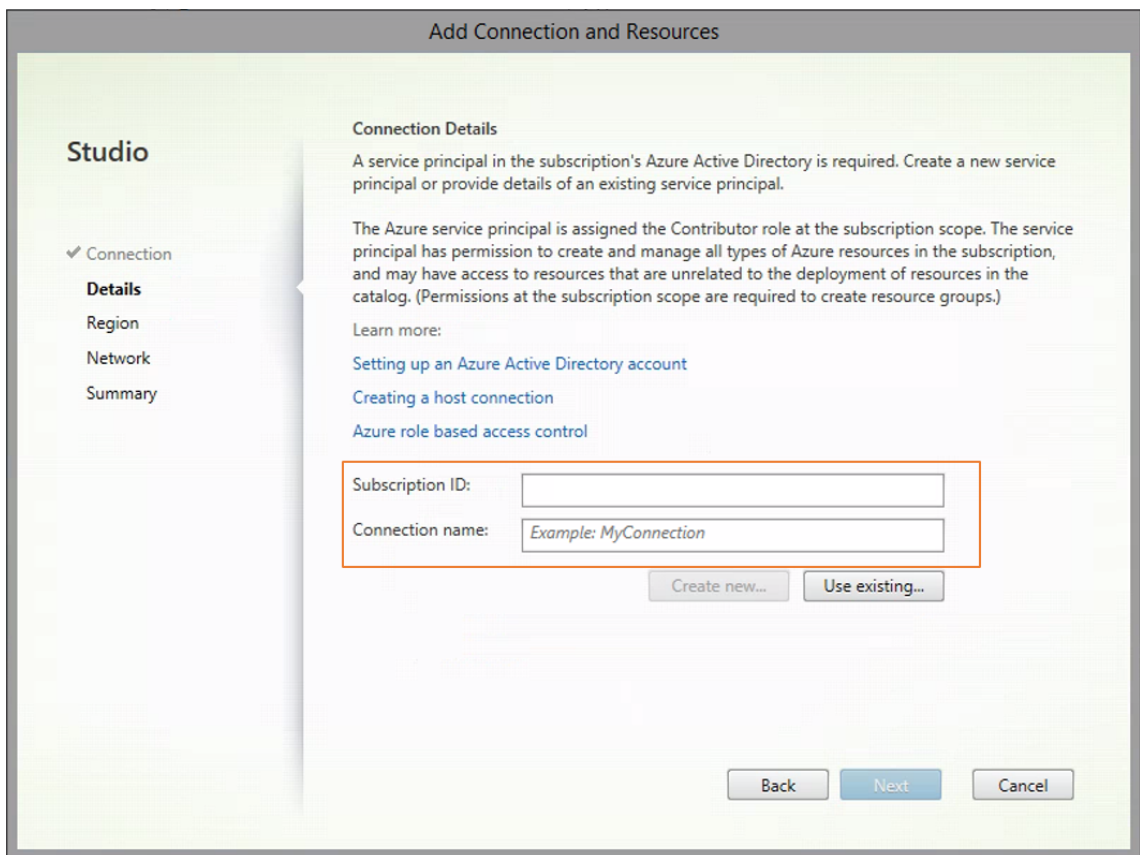 Add Connection and Resources
Studio
Connection
Details
Region
Network
Summary
Connection Details
A service principal in the subscription's Azure Active Directory is required. Create a new service
principal or provide details of an existing service principal.
The Azure service principal is assigned the Contributor role at the subscription scope. The service
principal has permission to create and manage all types of Azure resources in the subscription,
and may have access to resources that are unrelated to the deployment of resources in the
catalog. (Permissions at the subscription scope are required to create resource groups.)
Learn more:
Setting up an Azure Active Directory account
Creating a host connection
Azure role based access control
Subscription ID:
Connection name: Example: MyConnection
Create new... Use existing...
Back Next Cancel